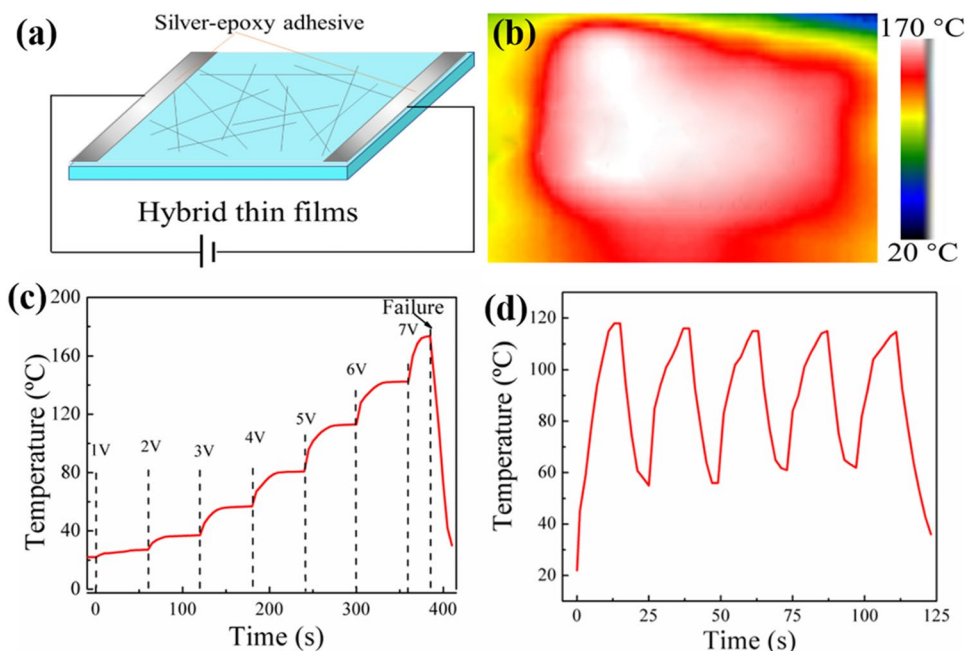 (a)
Silver-epoxy adhesive
Hybrid thin films
(b)
170 °C
20 °C
(c)
Temperature (ºC)
200
160
120
80
40
0
1V
2V
3V
4V
5V
6V
7V
Failure
0
100
200
300
400
Time (s)
(d)
Temperature (ºC)
120
100
80
60
40
20
0
25
50
75
100
125
Time (s)